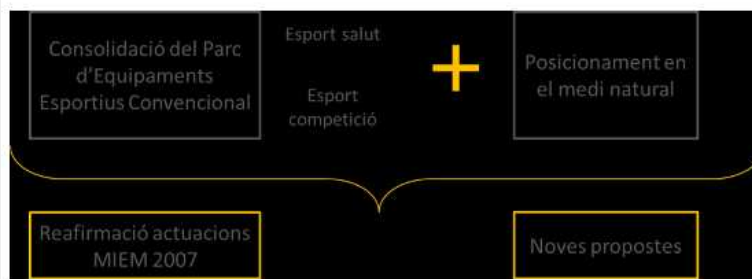 Consolidació del Parc
d'Equipaments
Esportius Convencional
Esport salut
Esport
competició
+
Posicionament en
el medi natural
Reafirmació actuacions
MIEM 2007
Noves propostes